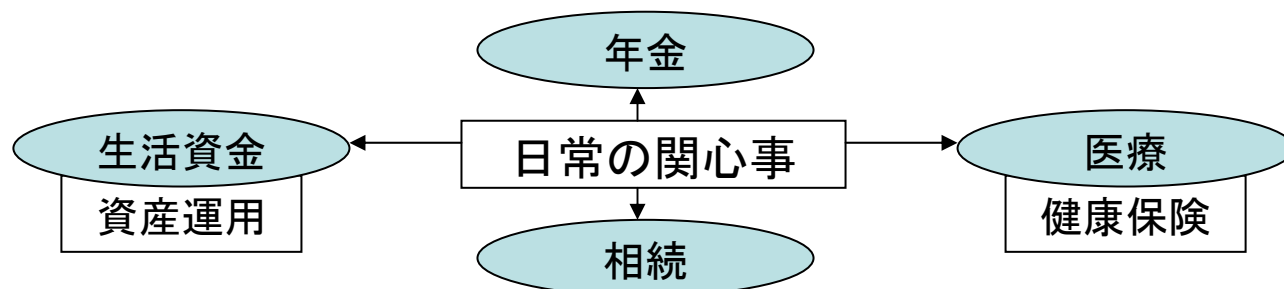 年金
生活資金
日常の関心事
医療
資産運用
健康保険
相続